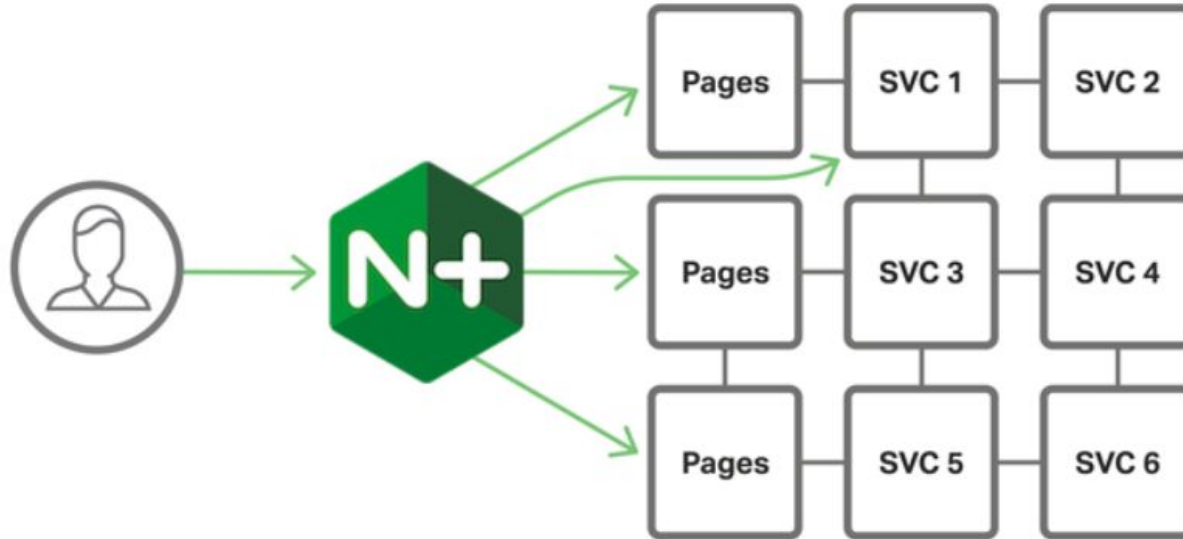 Pages
SVC 1
SVC 2
N+
Pages
SVC 3
SVC 4
Pages
SVC 5
SVC 6